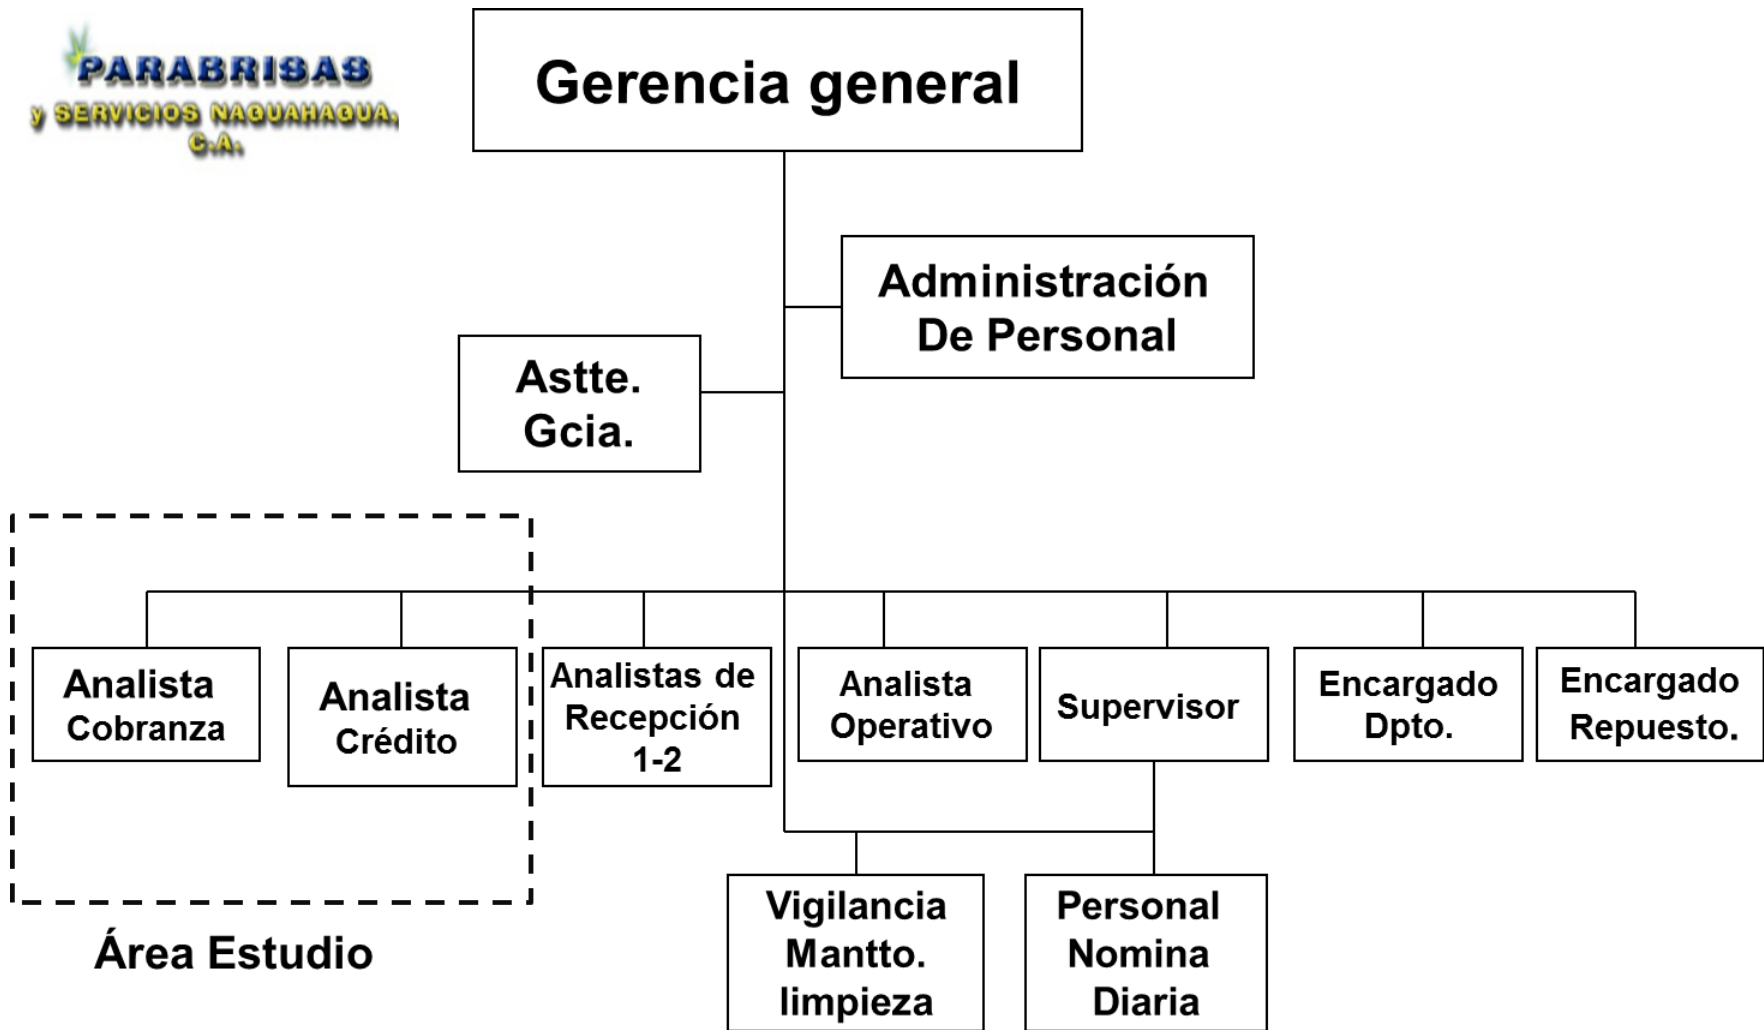 PARABRISAS
y SERVICIOS NAGUANAGUA,
C.A.
Gerencia general
Administración
De Personal
Astte.
Gcia.
Analista
Cobranza
Analista
Crédito
Analistas de
Recepción
1-2
Analista
Operativo
Supervisor
Encargado
Dpto.
Encargado
Repuesto.
Área Estudio
Vigilancia
Mantto.
limpieza
Personal
Nomina
Diaria